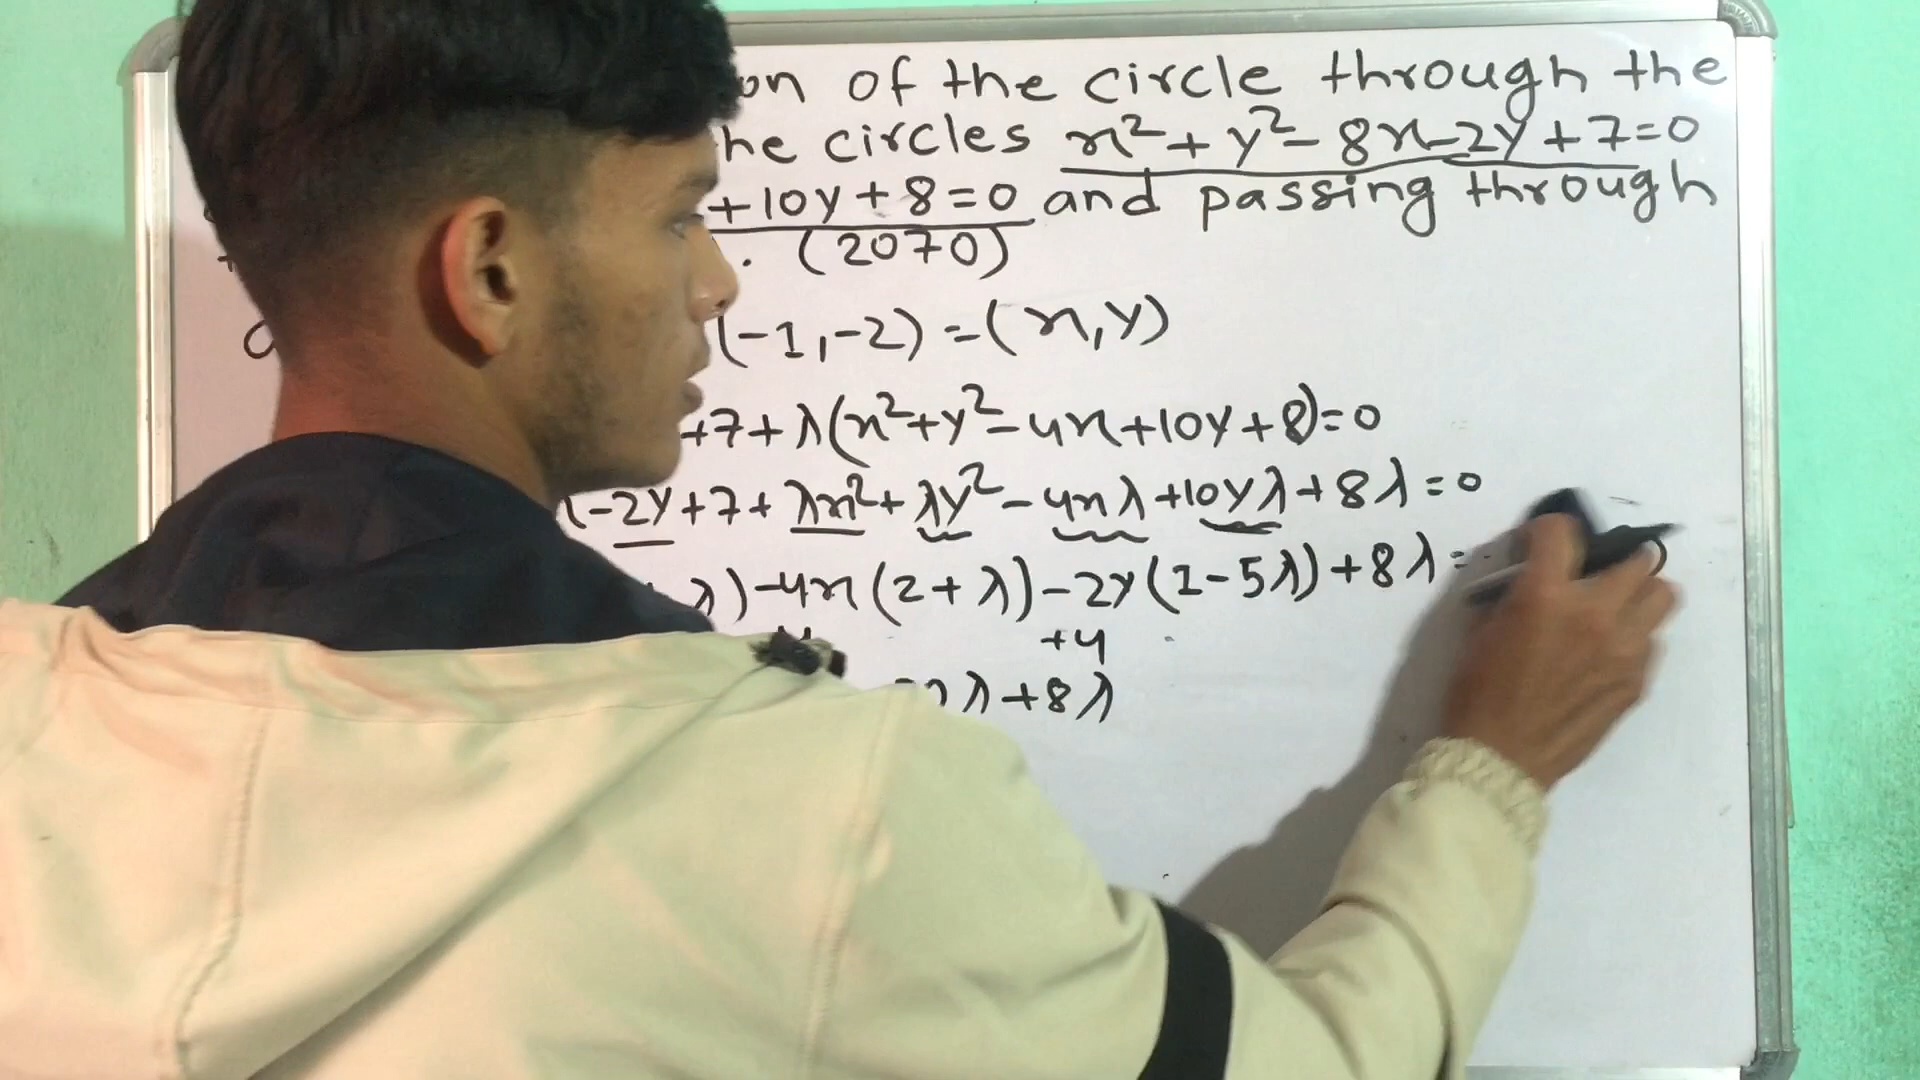 on of the circle through the
he circles x²+y²-8x-2y+7=0
+10y+8=0 and passing through
. (2070)
(-1,-2)=(x,y)
+7+λ(x²+y²-4x+10y+8)=0
-2y+7+λx²+λy²-4xλ+10yλ+8λ=0
λ)-4x(2+λ)-2y(1-5λ)+8λ=
+4
λ+8λ